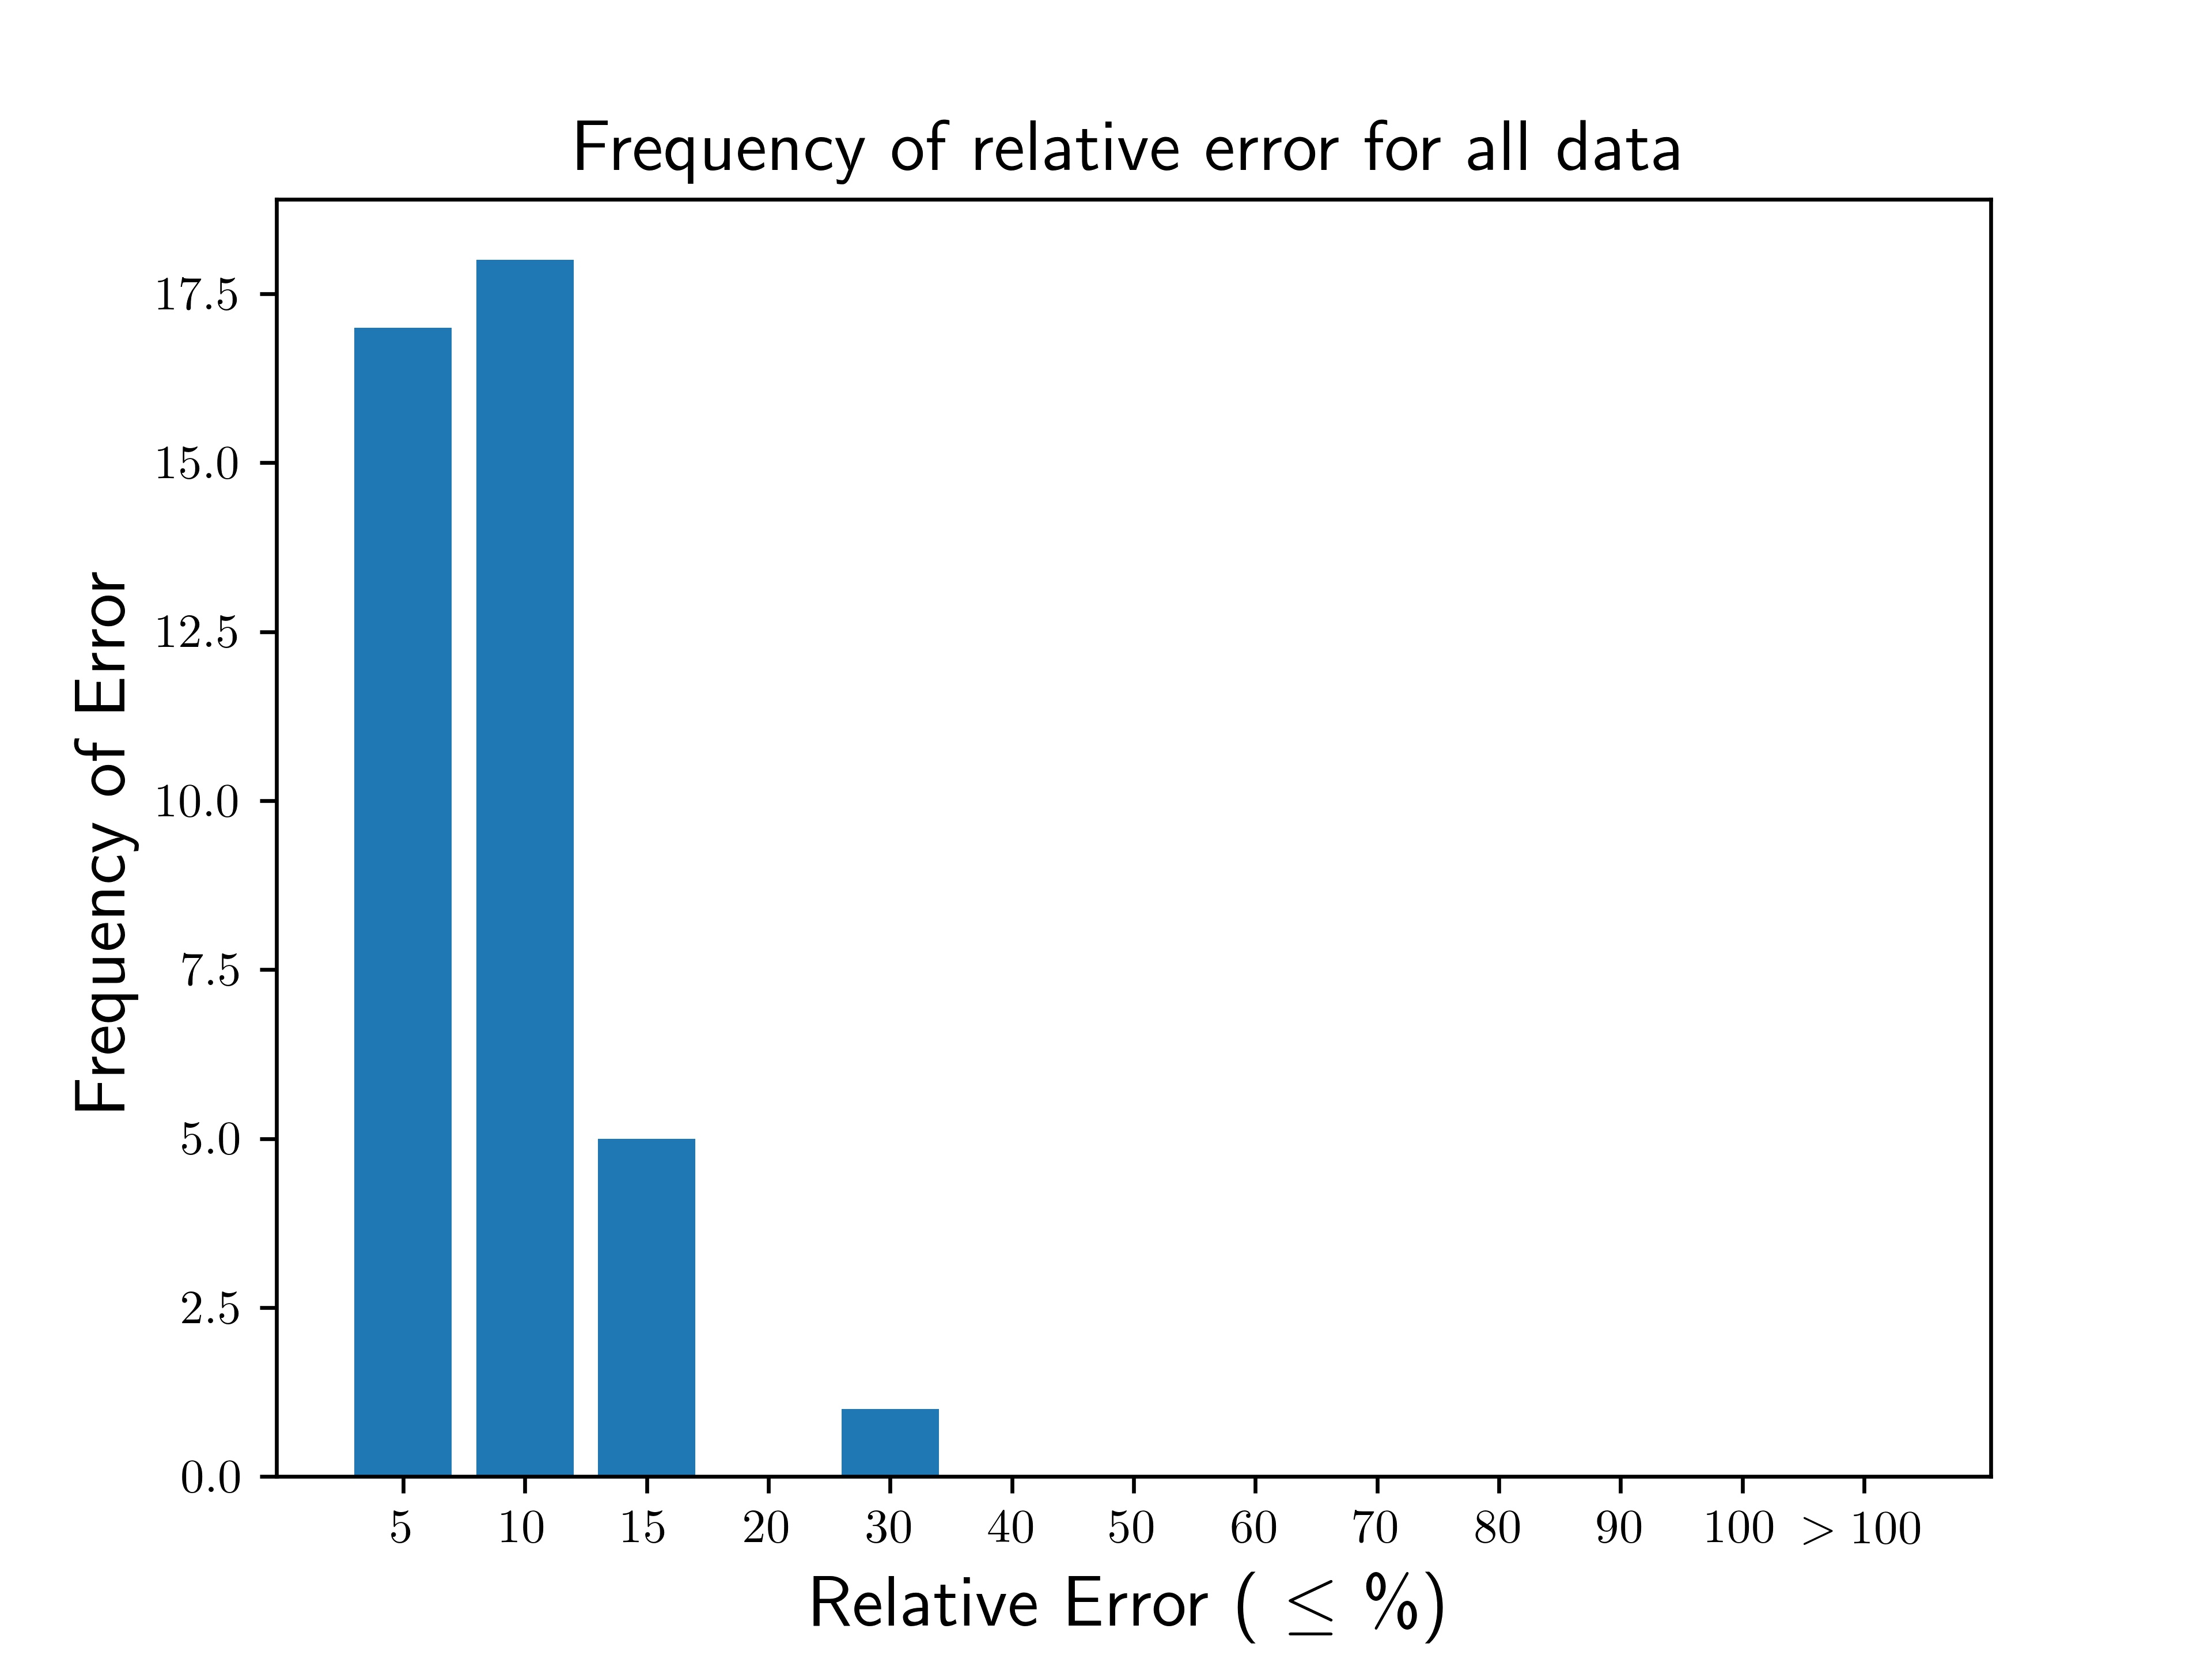 Frequency of relative error for all data
Frequency of Error
17.5
15.0
12.5
10.0
7.5
5.0
2.5
0.0
5 10 15 20 30 40 50 60 70 80 90 100 > 100
Relative Error ( ≤ %)